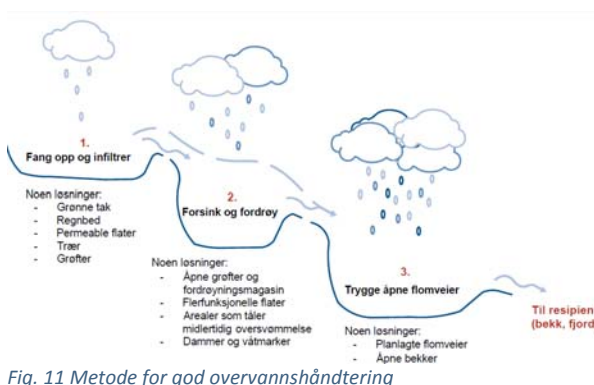 1.
Fang opp og infiltrer
Noen løsninger:
- Grønne tak
- Regnbed
- Permeable flater
- Trær
- Grøfter
2.
Forsink og fordrøy
Noen løsninger:
- Åpne grøfter og
fordrøyningsmagasin
- Flerfunksjonelle flater
- Arealer som tåler
midlertidig oversvømmelse
- Dammer og våtmarker
3.
Trygge åpne flomveier
Noen løsninger:
- Planlagte flomveier
- Åpne bekker
Til resipien
(bekk, fjord
Fig. 11 Metode for god overvannshåndtering